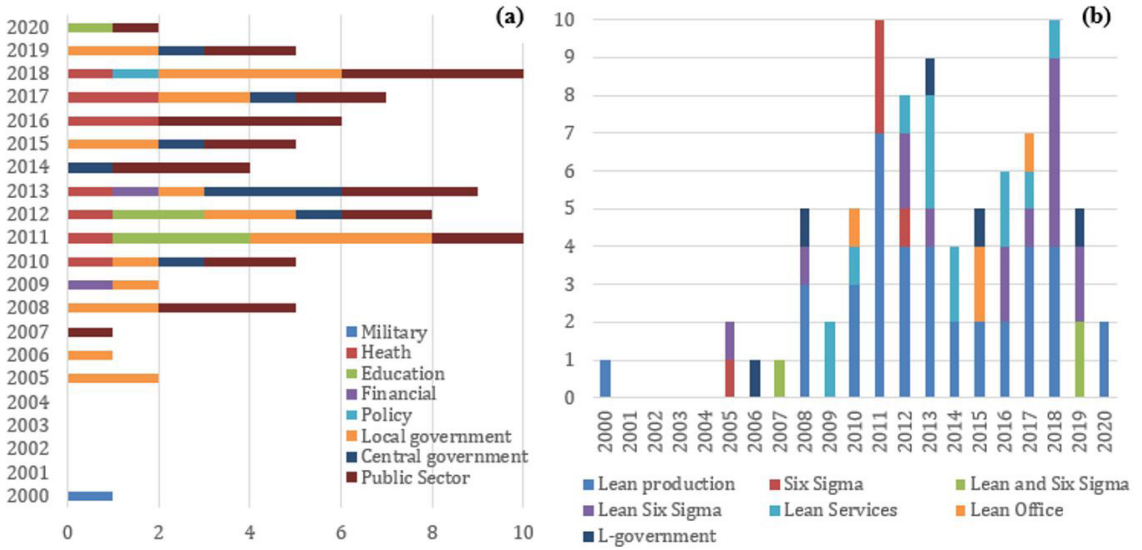 (a)
2020
2019
2018
2017
2016
2015
2014
2013
2012
2011
2010
2009
2008
2007
2006
2005
2004
2003
2002
2001
2000
0 2 4 6 8 10
Military
Heath
Education
Financial
Policy
Local government
Central government
Public Sector
(b)
10
9
8
7
6
5
4
3
2
1
0
2000 2001 2002 2003 2004 2005 2006 2007 2008 2009 2010 2011 2012 2013 2014 2015 2016 2017 2018 2019 2020
Lean production Six Sigma Lean and Six Sigma
Lean Six Sigma Lean Services Lean Office
L-government